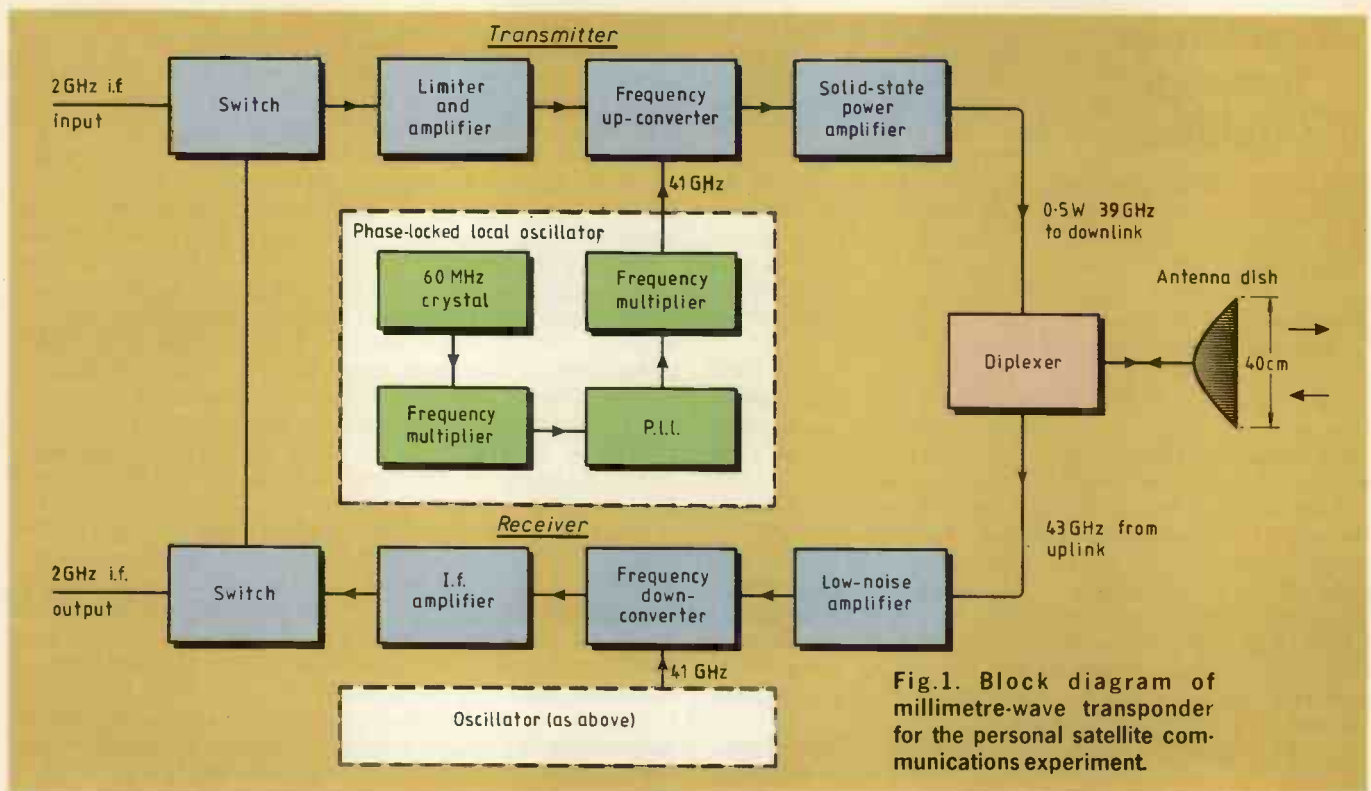 Transmitter
2GHz i.f.
input
Switch
Limiter
and
amplifier
Frequency
up-converter
Solid-state
power
amplifier
41GHz
0·5W 39GHz
to downlink
Phase-locked local oscillator
60 MHz
crystal
Frequency
multiplier
Frequency
multiplier
P.l.l.
Antenna dish
Diplexer
40cm
Receiver
43GHz from
uplink
2GHz i.f.
output
Switch
I.f.
amplifier
Frequency
down-
converter
Low-noise
amplifier
41 GHz
Oscillator (as above)
Fig.1. Block diagram of
millimetre-wave transponder
for the personal satellite com-
munications experiment.